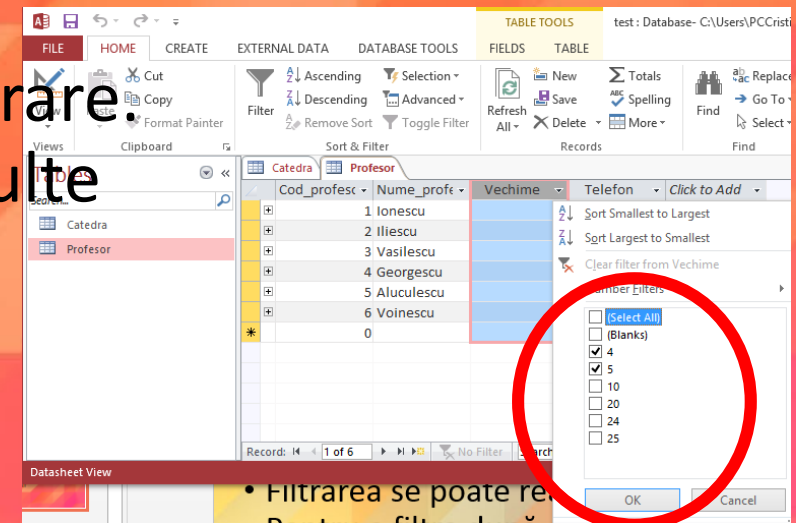 TABLE TOOLS test : Database- C:\Users\PCCristi
FILE HOME CREATE EXTERNAL DATA DATABASE TOOLS FIELDS TABLE
rare.
ulte
View
Views
Paste
Cut
Copy
Format Painter
Clipboard
Filter
Ascending
Descending
Remove Sort
Selection
Advanced
Toggle Filter
Sort & Filter
Refresh
All
New
Save
Delete
Totals
Spelling
More
Records
Find
Replace
Go To
Select
Find
Tables
Search...
Catedra
Profesor
Catedra Profesor
Cod_profesc Nume_profe Vechime Telefon Click to Add
1 Ionescu
2 Iliescu
3 Vasilescu
4 Georgescu
5 Aluculescu
6 Voinescu
0
Sort Smallest to Largest
Sort Largest to Smallest
Clear filter from Vechime
Number Filters
(Select All)
(Blanks)
4
5
10
20
24
25
OK Cancel
Record: 1 of 6 No Filter Search
Datasheet View
• Filtrarea se poate re